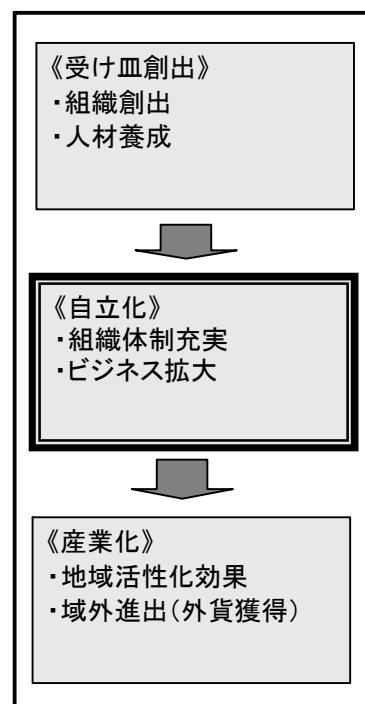 《受け皿創出》
・組織創出
・人材養成
《自立化》
・組織体制充実
・ビジネス拡大
《産業化》
・地域活性化効果
・域外進出(外貨獲得)